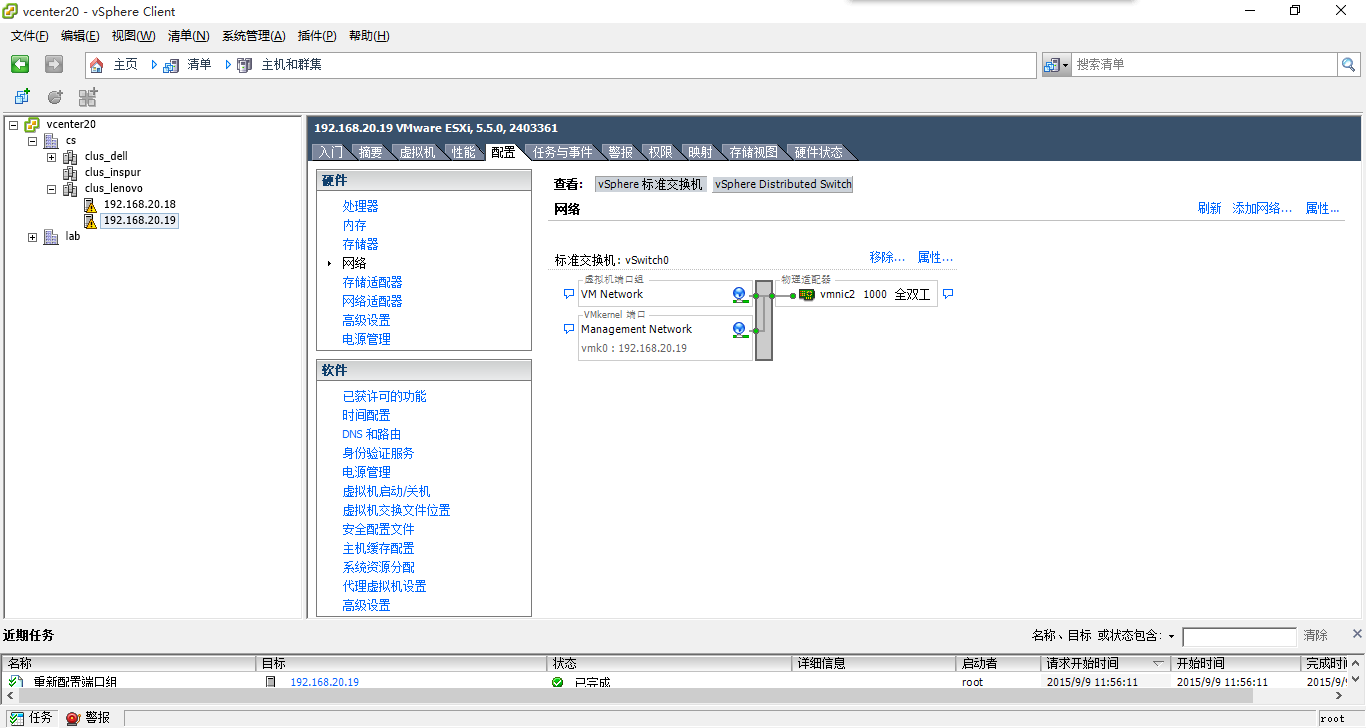 vcenter20 - vSphere Client
文件(F) 编辑(E) 视图(W) 清单(N) 系统管理(A) 插件(P) 帮助(H)
主页 清单 主机和群集 搜索清单
vcenter20
cs
clus_dell
clus_inspur
clus_lenovo
192.168.20.18
192.168.20.19
lab
192.168.20.19 VMware ESXi, 5.5.0, 2403361
入门 摘要 虚拟机 性能 配置 任务与事件 警报 权限 映射 存储视图 硬件状态
硬件
处理器
内存
存储器
网络
存储适配器
网络适配器
高级设置
电源管理
软件
已获许可的功能
时间配置
DNS 和路由
身份验证服务
电源管理
虚拟机启动/关机
虚拟机交换文件位置
安全配置文件
主机缓存配置
系统资源分配
代理虚拟机设置
高级设置
查看: vSphere 标准交换机 vSphere Distributed Switch
网络 刷新 添加网络... 属性...
标准交换机: vSwitch0 移除... 属性...
虚拟机端口组 物理适配器
VM Network vmnic2 1000 全双工
VMkernel 端口
Management Network
vmk0 : 192.168.20.19
近期任务 名称、目标 或状态包含: 清除
名称 目标 状态 详细信息 启动者 请求开始时间 开始时间 完成时间
重新配置端口组 192.168.20.19 已完成 root 2015/9/9 11:56:11 2015/9/9 11:56:11 2015/9/
任务 警报 root